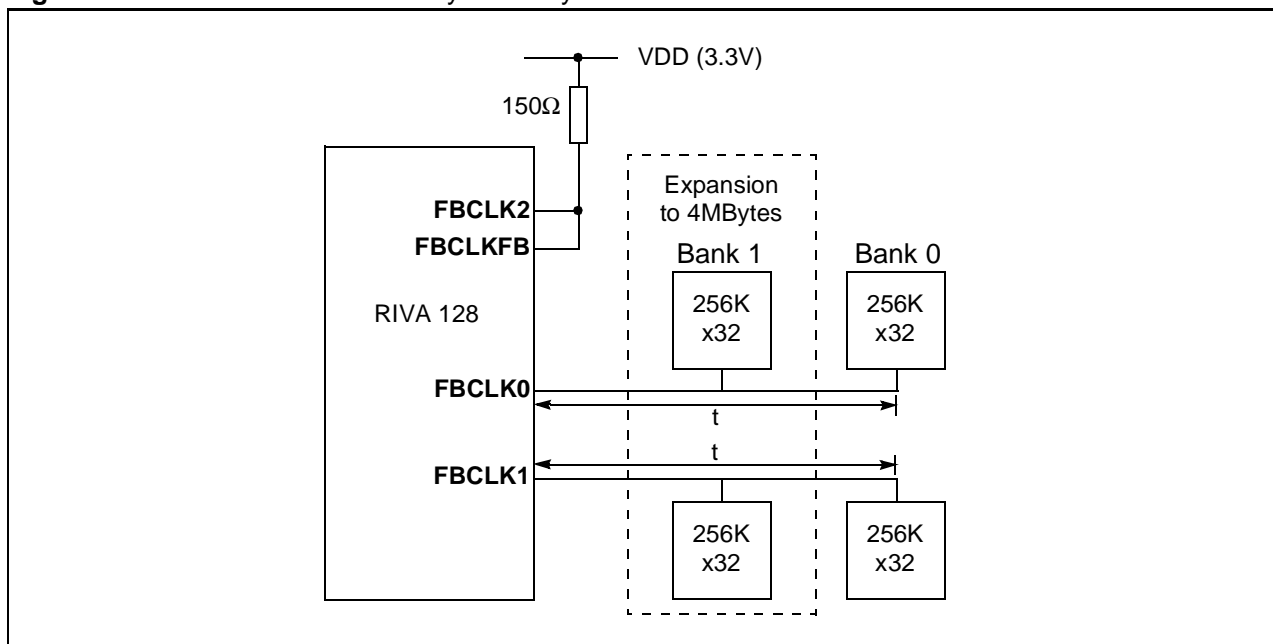 VDD (3.3V)
150Ω
Expansion
to 4MBytes
FBCLK2
FBCLKFB
Bank 1
Bank 0
256K
x32
256K
x32
RIVA 128
FBCLK0
t
t
FBCLK1
256K
x32
256K
x32